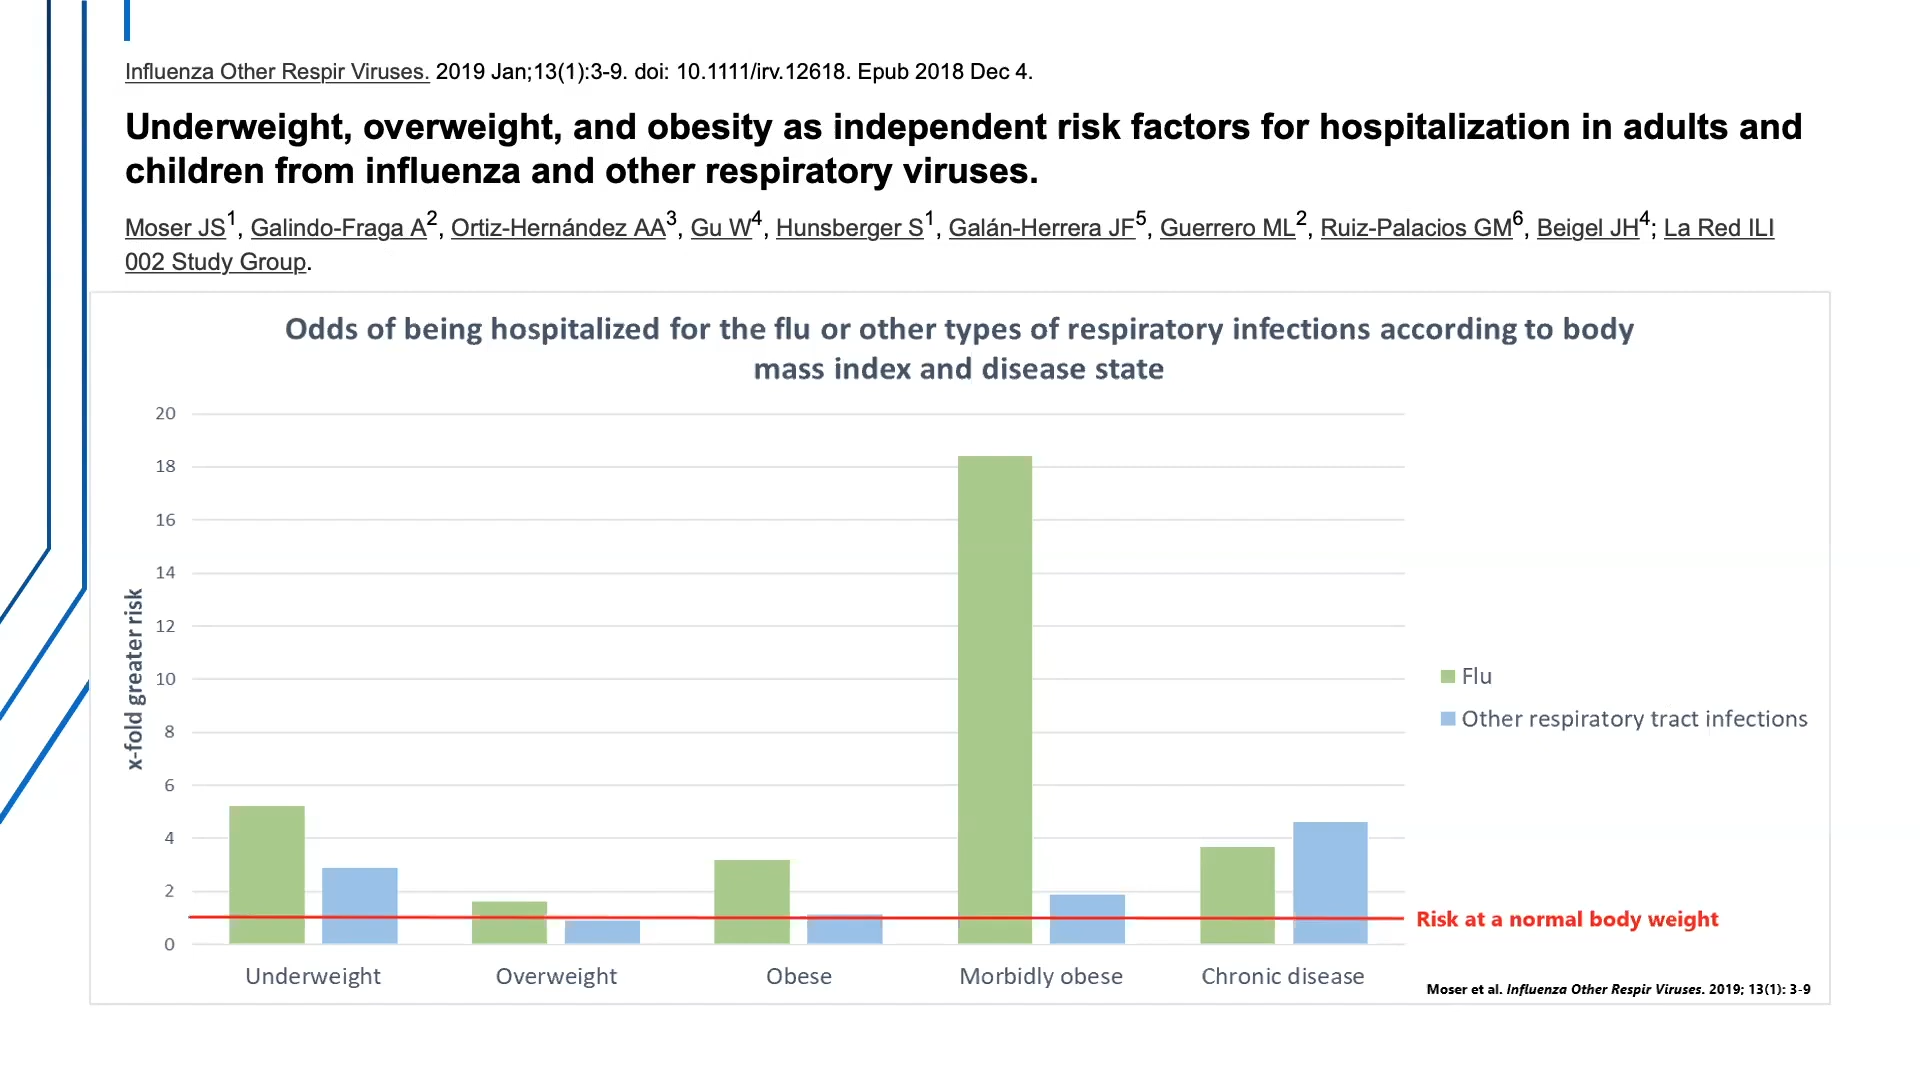 Influenza Other Respir Viruses. 2019 Jan;13(1):3-9. doi: 10.1111/irv.12618. Epub 2018 Dec 4.
Underweight, overweight, and obesity as independent risk factors for hospitalization in adults and
children from influenza and other respiratory viruses.
Moser JS1, Galindo-Fraga A2, Ortiz-Hernández AA3, Gu W4, Hunsberger S1, Galán-Herrera JF5, Guerrero ML2, Ruiz-Palacios GM6, Beigel JH4; La Red ILI
002 Study Group.
Odds of being hospitalized for the flu or other types of respiratory infections according to body
mass index and disease state
x-fold greater risk
20
18
16
14
12
10
8
6
4
2
0
Underweight
Overweight
Obese
Morbidly obese
Chronic disease
Flu
Other respiratory tract infections
Risk at a normal body weight
Moser et al. Influenza Other Respir Viruses. 2019; 13(1): 3-9